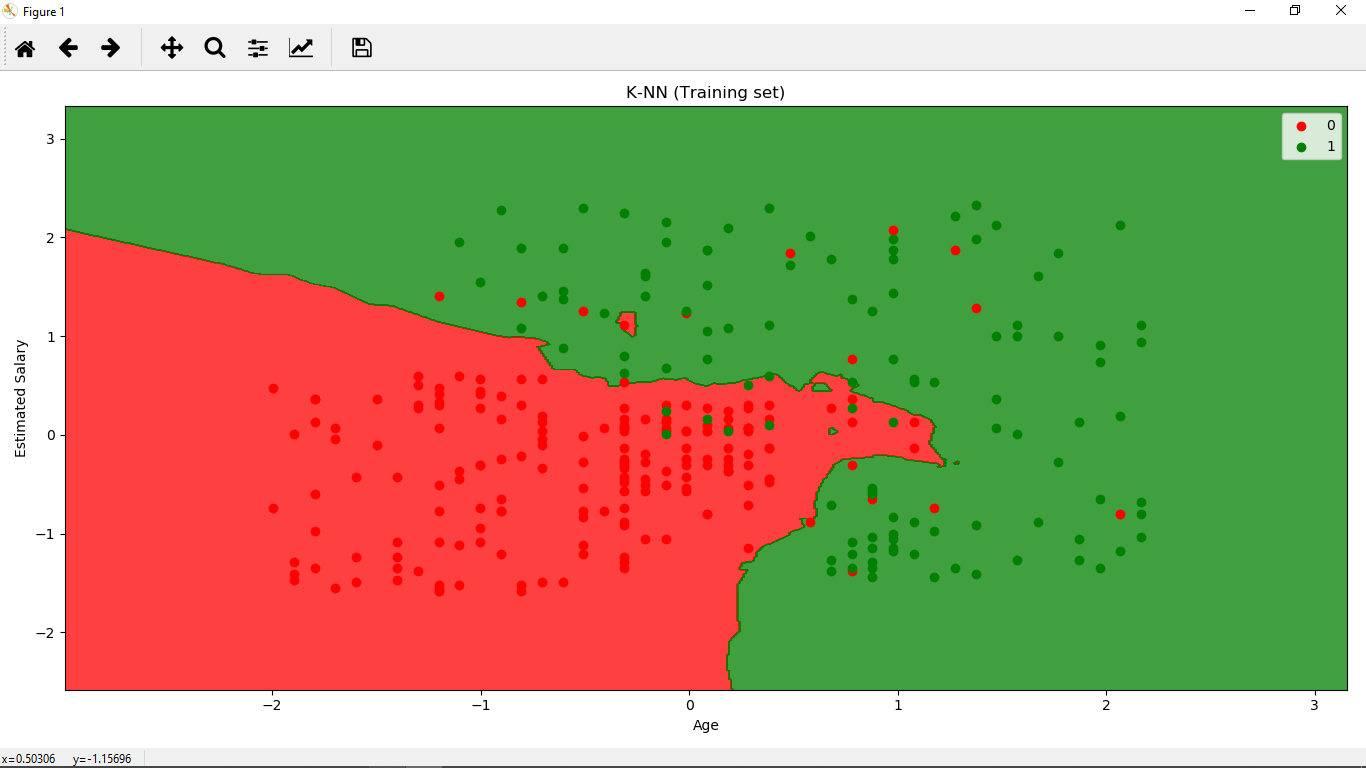 Figure 1
K-NN (Training set)
0
1
3
2
1
0
−1
−2
Estimated Salary
−2
−1
0
1
2
3
Age
x=0.50306 y=-1.15696